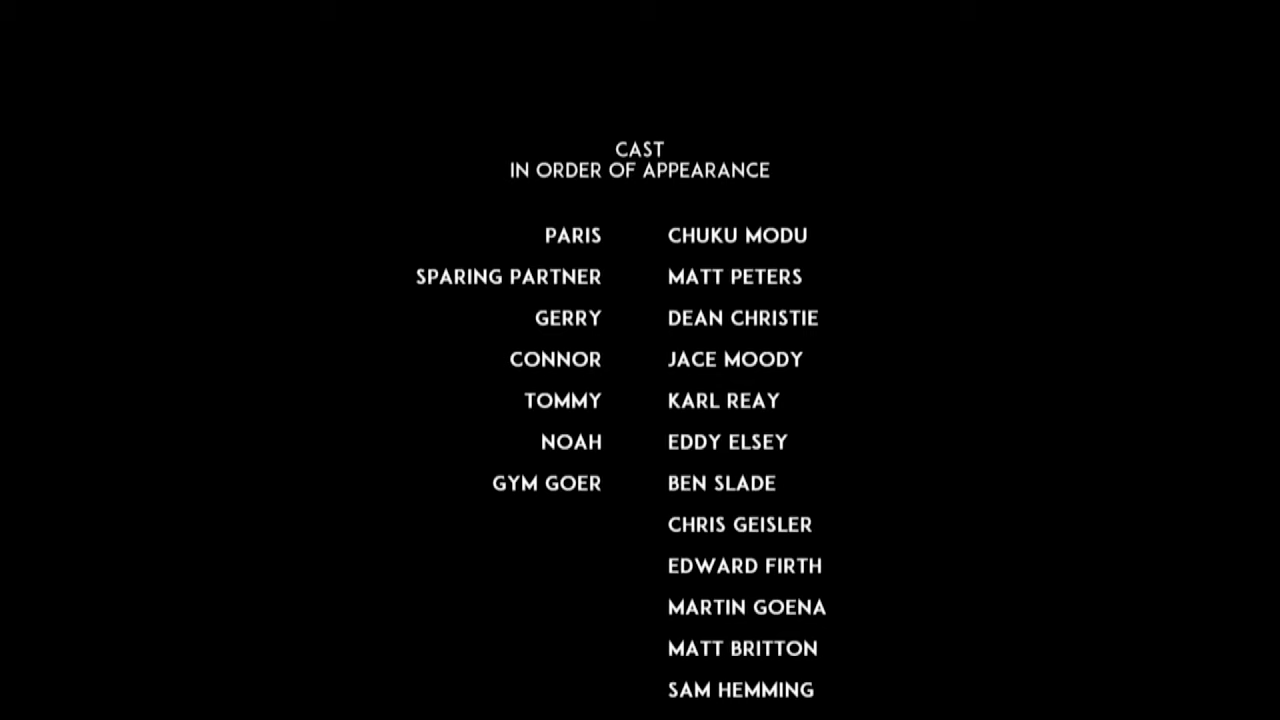 CAST
IN ORDER OF APPEARANCE
PARIS CHUKU MODU
SPARING PARTNER MATT PETERS
GERRY DEAN CHRISTIE
CONNOR JACE MOODY
TOMMY KARL REAY
NOAH EDDY ELSEY
GYM GOER BEN SLADE
CHRIS GEISLER
EDWARD FIRTH
MARTIN GOENA
MATT BRITTON
SAM HEMMING